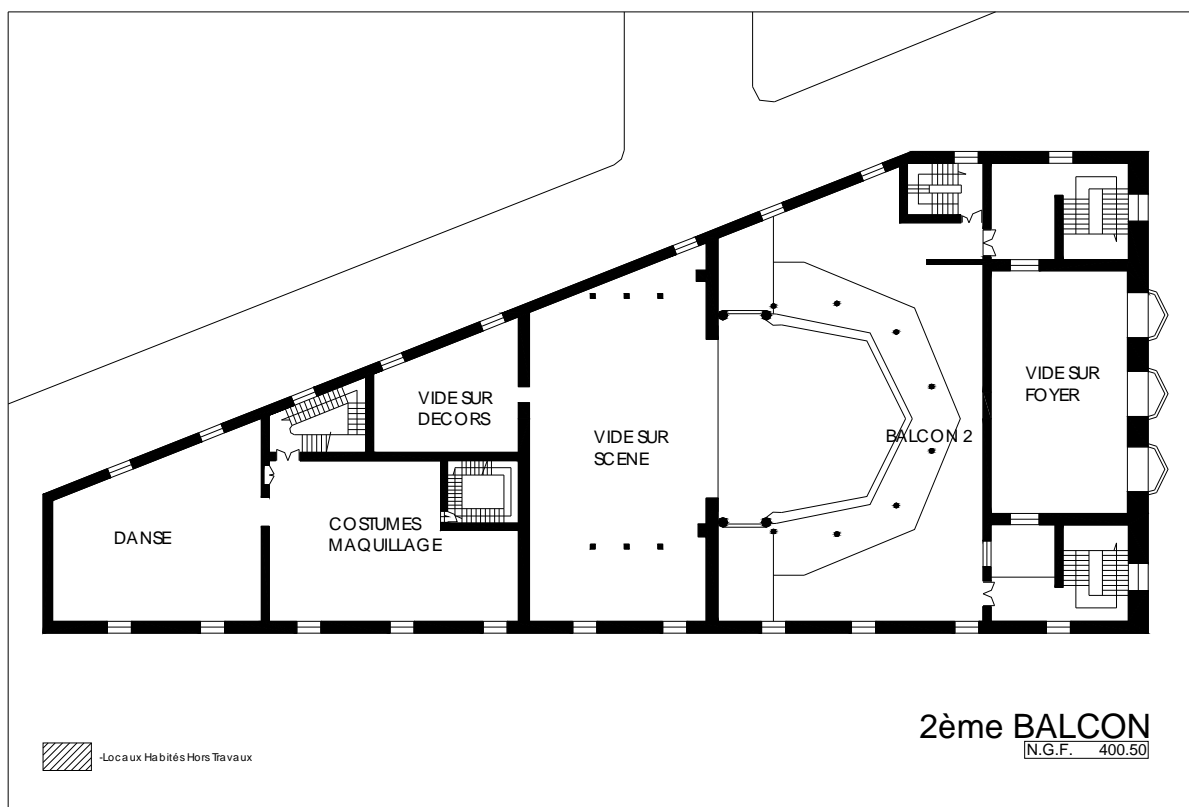 VIDE SUR
DECORS
VIDE SUR
SCENE
VIDE SUR
FOYER
BALCON 2
DANSE
COSTUMES
MAQUILLAGE
2ème BALCON
N.G.F. 400.50
-Locaux Habités Hors Travaux